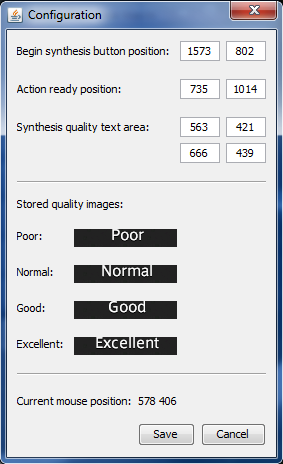 Configuration
Begin synthesis button position: 1573 802
Action ready position: 735 1014
Synthesis quality text area: 563 421
666 439
Stored quality images:
Poor: Poor
Normal: Normal
Good: Good
Excellent: Excellent
Current mouse position: 578 406
Save Cancel